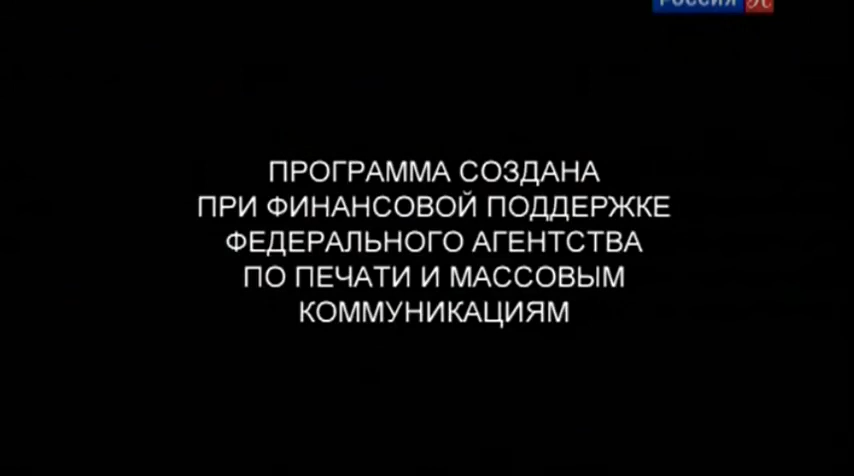 РОССИЯ К
ПРОГРАММА СОЗДАНА
ПРИ ФИНАНСОВОЙ ПОДДЕРЖКЕ
ФЕДЕРАЛЬНОГО АГЕНТСТВА
ПО ПЕЧАТИ И МАССОВЫМ
КОММУНИКАЦИЯМ